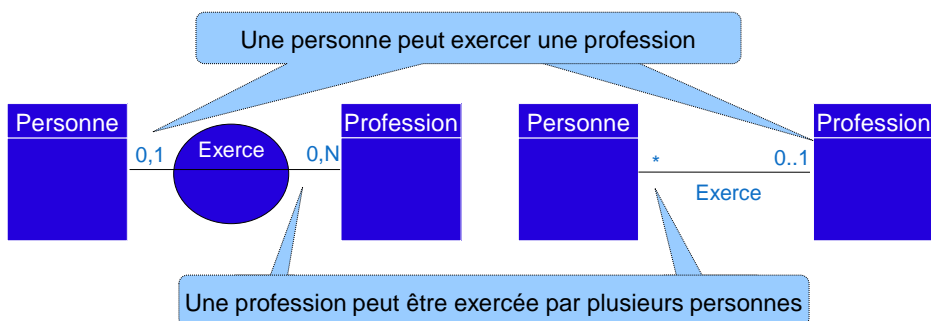 Une personne peut exercer une profession
Personne
Exerce
Profession
0,1
0,N
Personne
Profession
*
0..1
Exerce
Une profession peut être exercée par plusieurs personnes